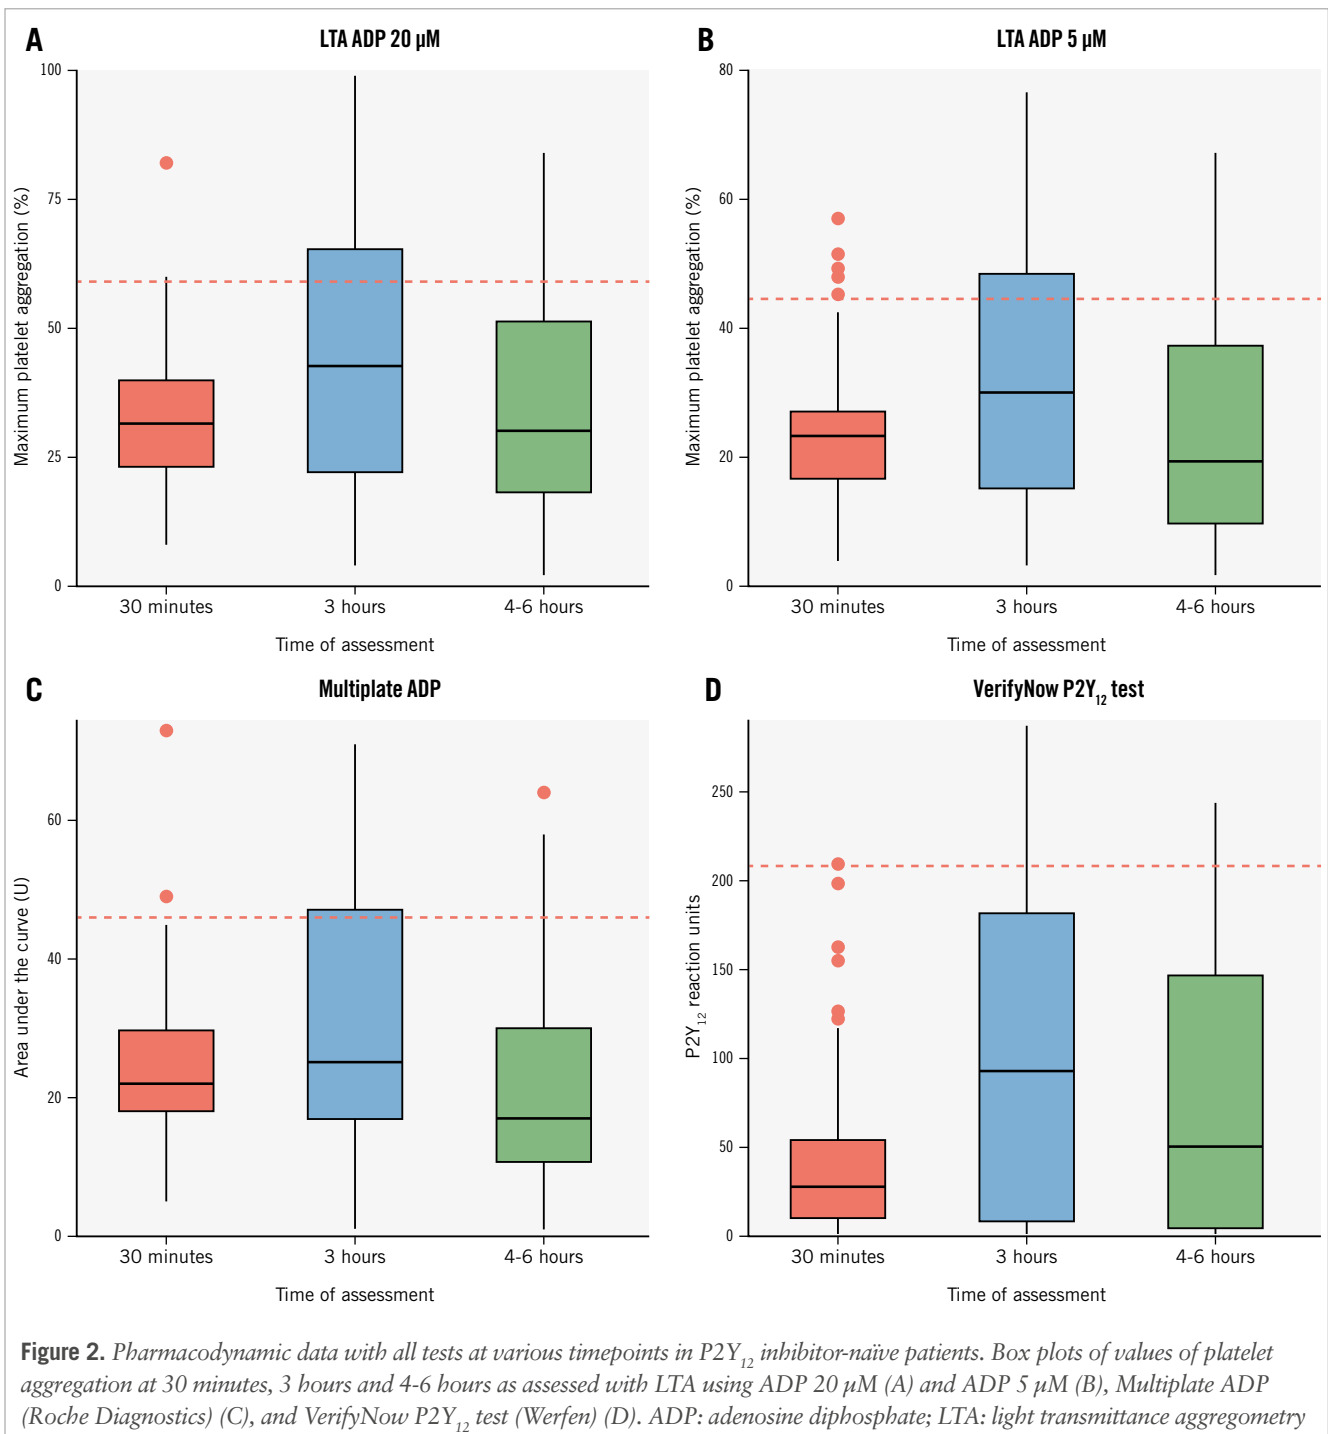 A
LTA ADP 20 µM
Maximum platelet aggregation (%)
100
75
50
25
0
30 minutes
3 hours
4-6 hours
Time of assessment
B
LTA ADP 5 µM
Maximum platelet aggregation (%)
80
60
40
20
0
30 minutes
3 hours
4-6 hours
Time of assessment
C
Multiplate ADP
Area under the curve (U)
60
40
20
0
30 minutes
3 hours
4-6 hours
Time of assessment
D
VerifyNow P2Y₁₂ test
P2Y₁₂ reaction units
250
200
150
100
50
0
30 minutes
3 hours
4-6 hours
Time of assessment
Figure 2. Pharmacodynamic data with all tests at various timepoints in P2Y₁₂ inhibitor-naïve patients. Box plots of values of platelet
aggregation at 30 minutes, 3 hours and 4-6 hours as assessed with LTA using ADP 20 µM (A) and ADP 5 µM (B), Multiplate ADP
(Roche Diagnostics) (C), and VerifyNow P2Y₁₂ test (Werfen) (D). ADP: adenosine diphosphate; LTA: light transmittance aggregometry